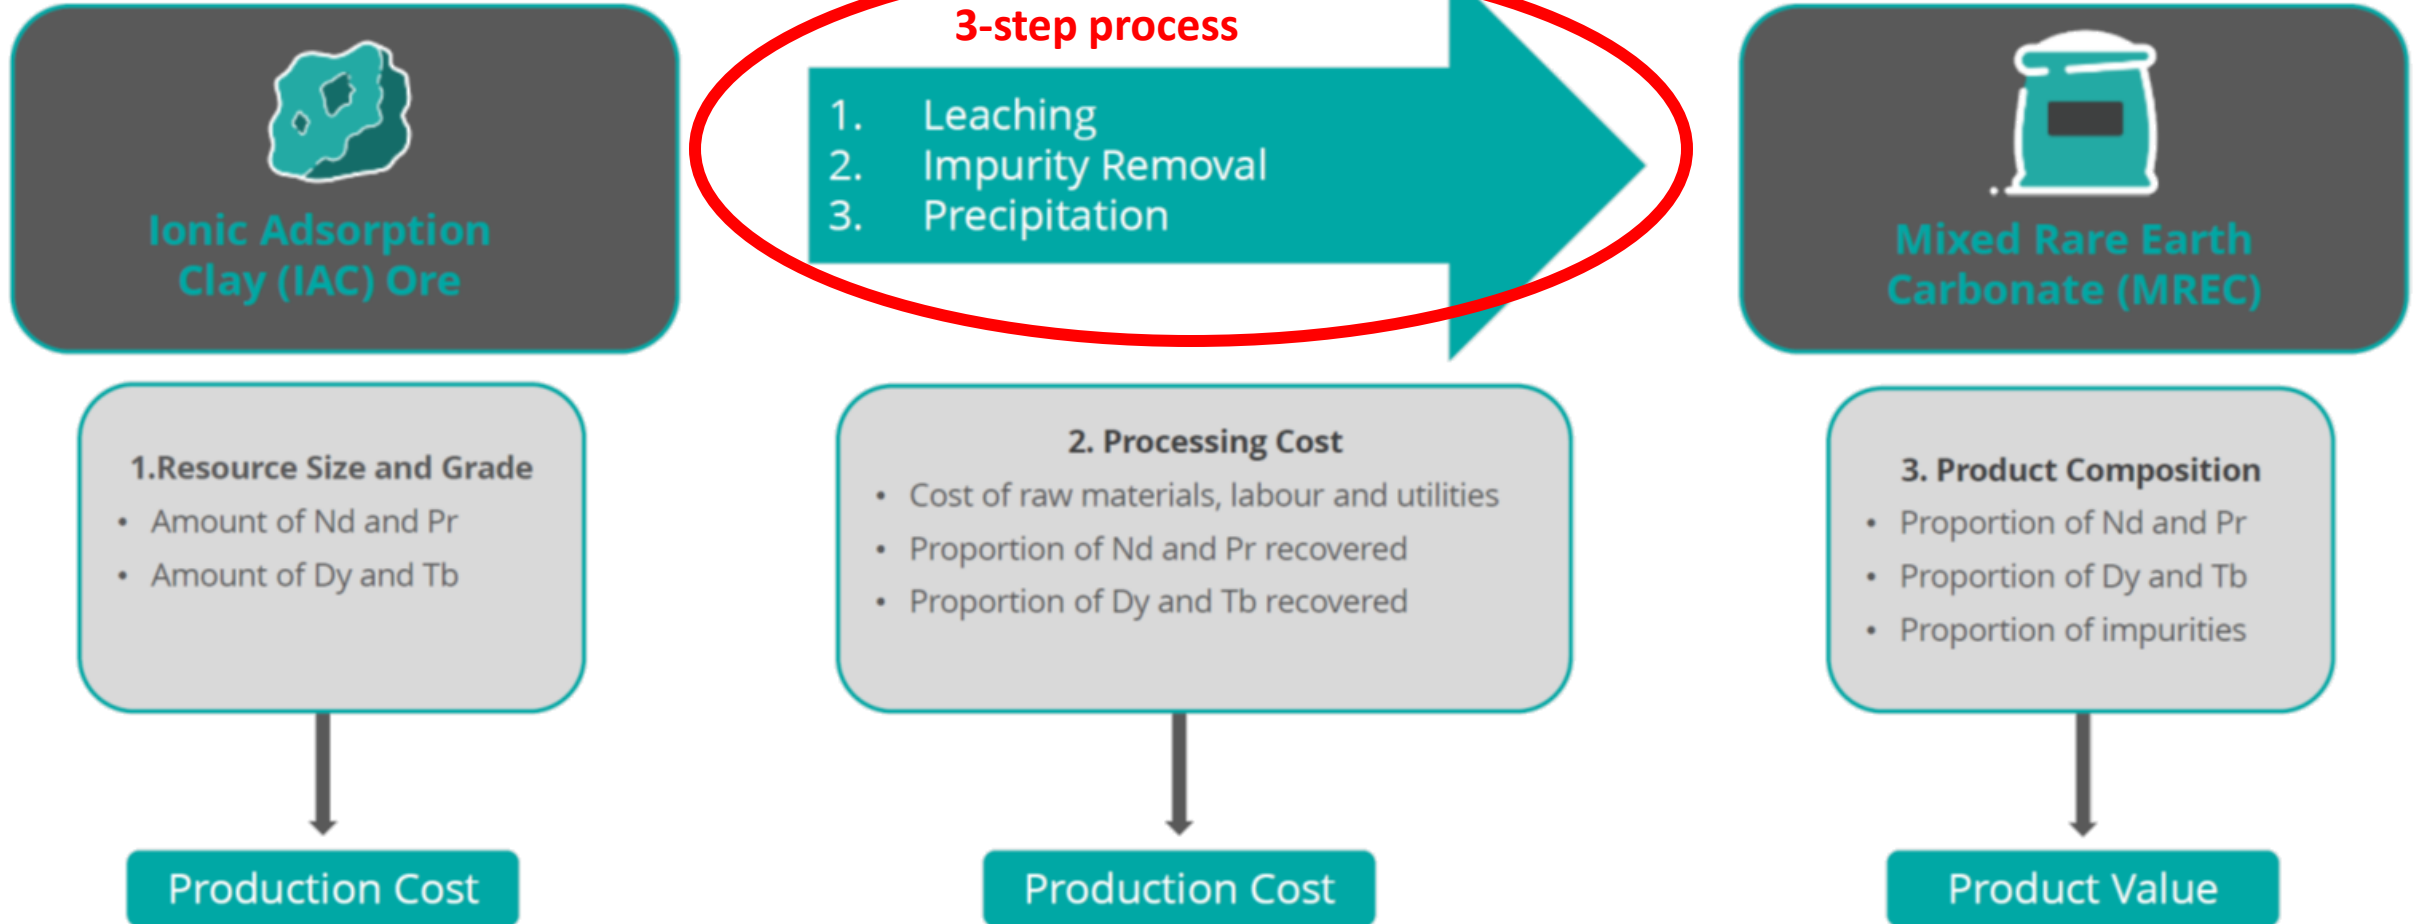 3-step process
Ionic Adsorption
Clay (IAC) Ore
1. Leaching
2. Impurity Removal
3. Precipitation
Mixed Rare Earth
Carbonate (MREC)
1.Resource Size and Grade
• Amount of Nd and Pr
• Amount of Dy and Tb
2. Processing Cost
• Cost of raw materials, labour and utilities
• Proportion of Nd and Pr recovered
• Proportion of Dy and Tb recovered
3. Product Composition
• Proportion of Nd and Pr
• Proportion of Dy and Tb
• Proportion of impurities
Production Cost
Production Cost
Product Value